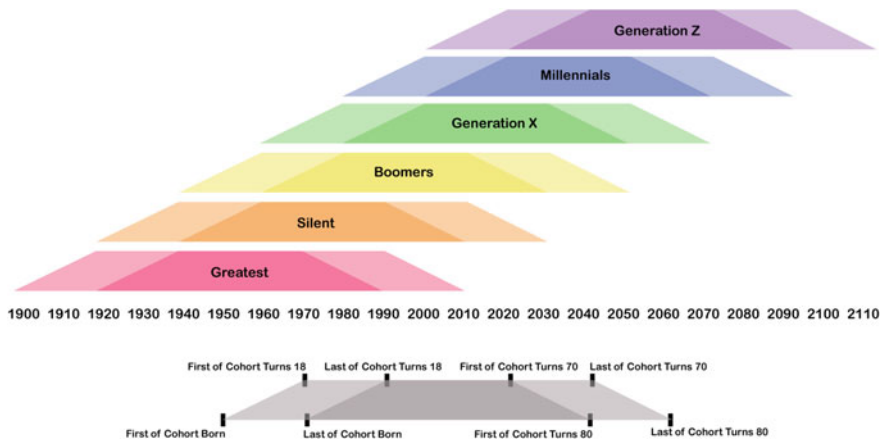 Generation Z
Millennials
Generation X
Boomers
Silent
Greatest
1900 1910 1920 1930 1940 1950 1960 1970 1980 1990 2000 2010 2020 2030 2040 2050 2060 2070 2080 2090 2100 2110
First of Cohort Turns 18 Last of Cohort Turns 18 First of Cohort Turns 70 Last of Cohort Turns 70
First of Cohort Born Last of Cohort Born First of Cohort Turns 80 Last of Cohort Turns 80